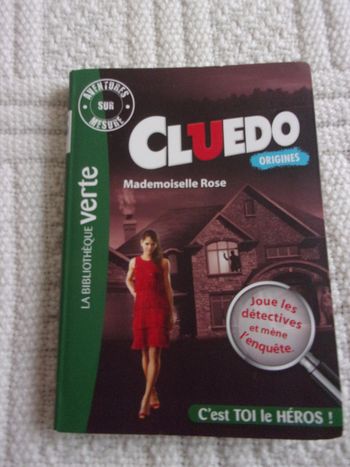 AVENTURES
SUR
MESURE
CLUEDO
ORIGINES
Mademoiselle Rose
LA BIBLIOTHÈQUE verte
Joue les
détectives
et mène
l'enquête.
C'est TOI le HÉROS !